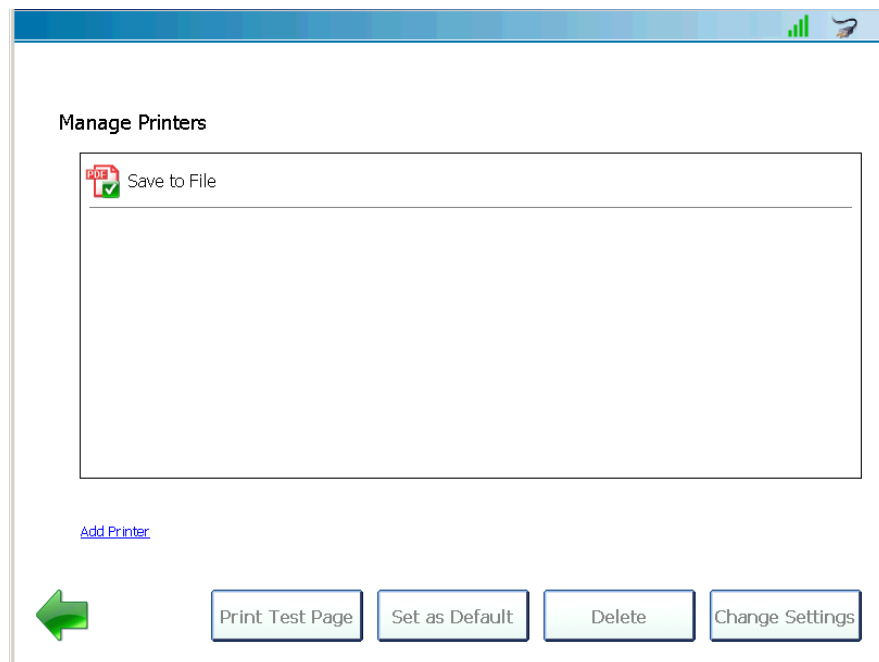 Manage Printers
PDF
Save to File
Add Printer
Print Test Page
Set as Default
Delete
Change Settings